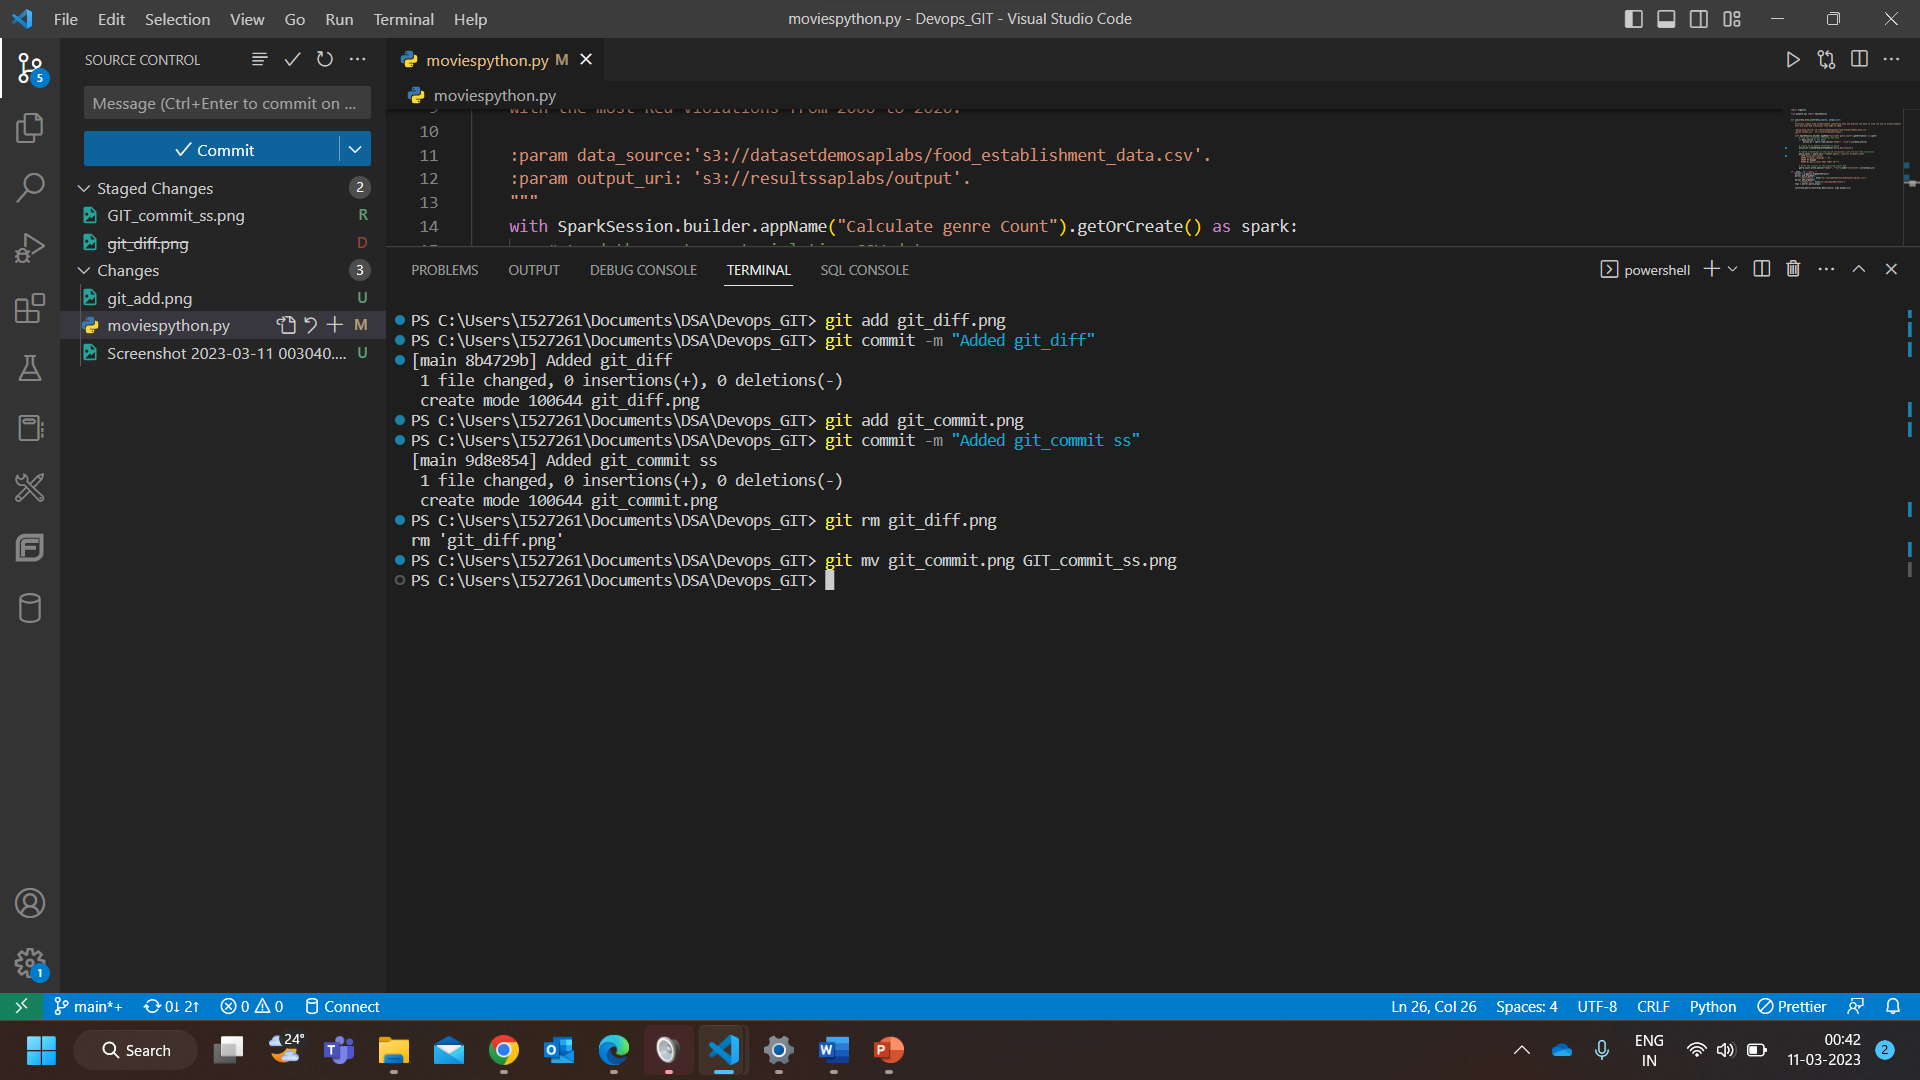 File Edit Selection View Go Run Terminal Help
moviespython.py - Devops_GIT - Visual Studio Code
SOURCE CONTROL
5
Message (Ctrl+Enter to commit on ...
Commit
Staged Changes 2
GIT_commit_ss.png R
git_diff.png D
Changes 3
git_add.png U
moviespython.py M
Screenshot 2023-03-11 003040.... U
moviespython.py M
moviespython.py
with the most Red violations from 2006 to 2020.
10
11 :param data_source:'s3://datasetdemosaplabs/food_establishment_data.csv'.
12 :param output_uri: 's3://resultssaplabs/output'.
13 """
14 with SparkSession.builder.appName("Calculate genre Count").getOrCreate() as spark:
PROBLEMS OUTPUT DEBUG CONSOLE TERMINAL SQL CONSOLE
powershell
PS C:\Users\I527261\Documents\DSA\Devops_GIT> git add git_diff.png
PS C:\Users\I527261\Documents\DSA\Devops_GIT> git commit -m "Added git_diff"
[main 8b4729b] Added git_diff
1 file changed, 0 insertions(+), 0 deletions(-)
create mode 100644 git_diff.png
PS C:\Users\I527261\Documents\DSA\Devops_GIT> git add git_commit.png
PS C:\Users\I527261\Documents\DSA\Devops_GIT> git commit -m "Added git_commit ss"
[main 9d8e854] Added git_commit ss
1 file changed, 0 insertions(+), 0 deletions(-)
create mode 100644 git_commit.png
PS C:\Users\I527261\Documents\DSA\Devops_GIT> git rm git_diff.png
rm 'git_diff.png'
PS C:\Users\I527261\Documents\DSA\Devops_GIT> git mv git_commit.png GIT_commit_ss.png
PS C:\Users\I527261\Documents\DSA\Devops_GIT>
1
main*+ 0↓ 2↑ 0 0 Connect
Ln 26, Col 26 Spaces: 4 UTF-8 CRLF Python Prettier
Search
24°
ENG
IN
00:42
11-03-2023
2